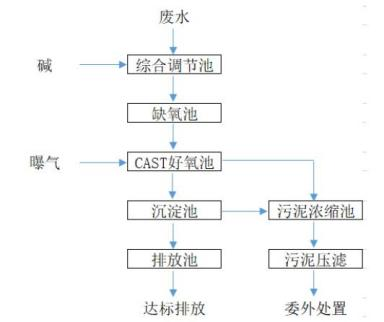 废水
碱
综合调节池
缺氧池
曝气
CAST好氧池
沉淀池
污泥浓缩池
排放池
污泥压滤
达标排放
委外处置